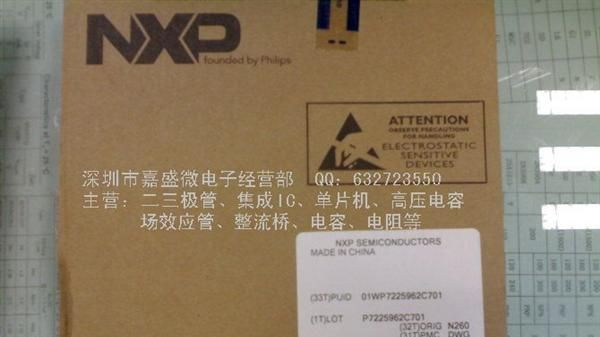 NXP
founded by Philips
ATTENTION
OBSERVE PRECAUTIONS
FOR HANDLING
ELECTROSTATIC
SENSITIVE
DEVICES
深圳市嘉盛微电子经营部 QQ: 632723550
主营: 二三极管、集成IC、单片机、高压电容
场效应管、整流桥、电容、电阻等
NXP SEMICONDUCTORS
MADE IN CHINA
(33T)PUID 01WP7225962C701
(1T)LOT P7225962C701
(32T)ORIG N260
(31T)PMC DWG